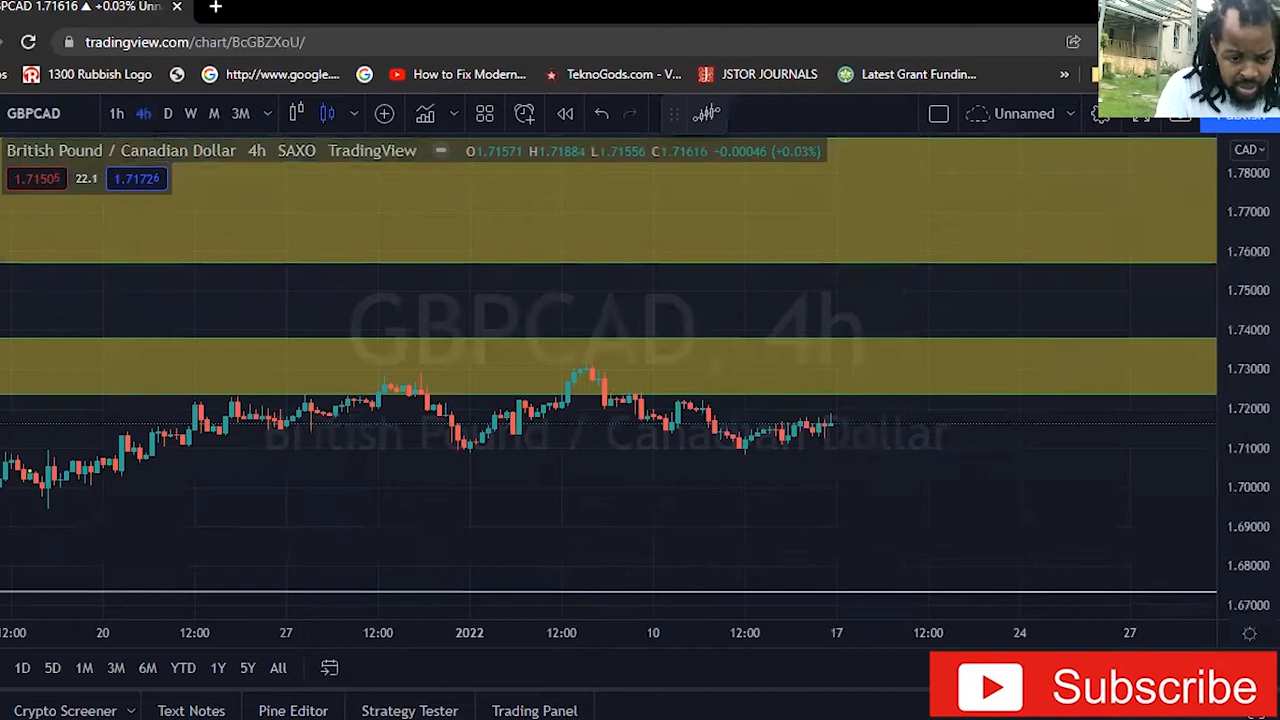 PCAD 1.71616 ▲ +0.03% Unn
tradingview.com/chart/BcGBZXoU/
1300 Rubbish Logo
http://www.google....
How to Fix Modern...
TeknoGods.com - V...
JSTOR JOURNALS
Latest Grant Fundin...
»
GBPCAD
1h 4h D W M 3M
Unnamed
Publish
British Pound / Canadian Dollar 4h SAXO TradingView
O1.71571 H1.71884 L1.71556 C1.71616 +0.00046 (+0.03%)
CAD
1.71505 22.1 1.71726
1.78000
1.77000
1.76000
1.75000
1.74000
1.73000
1.72000
1.71000
1.70000
1.69000
1.68000
1.67000
GBPCAD, 4h
British Pound / Canadian Dollar
12:00 20 12:00 27 12:00 2022 12:00 10 12:00 17 12:00 24 27
1D 5D 1M 3M 6M YTD 1Y 5Y All
Subscribe
Crypto Screener Text Notes Pine Editor Strategy Tester Trading Panel